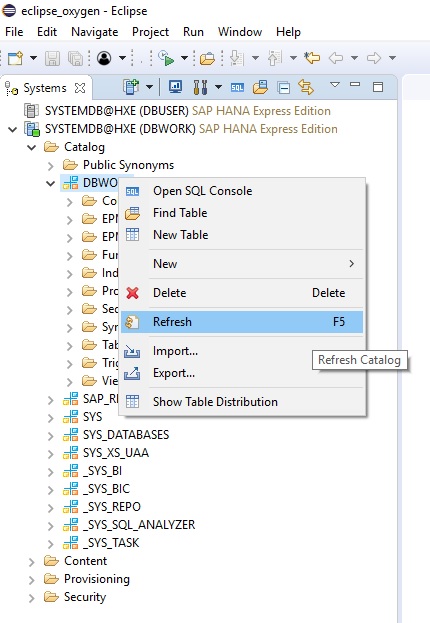 eclipse_oxygen - Eclipse
File Edit Navigate Project Run Window Help
Systems
SYSTEMDB@HXE (DBUSER) SAP HANA Express Edition
SYSTEMDB@HXE (DBWORK) SAP HANA Express Edition
Catalog
Public Synonyms
DBWO
Co
EPM
EPM
Fun
Ind
Pro
Seq
Syn
Tab
Trig
Vie
SQL Open SQL Console
Find Table
New Table
New
Delete Delete
Refresh F5
Import...
Export...
Show Table Distribution
Refresh Catalog
SAP_R
SYS
SYS_DATABASES
SYS_XS_UAA
_SYS_BI
_SYS_BIC
_SYS_REPO
_SYS_SQL_ANALYZER
_SYS_TASK
Content
Provisioning
Security